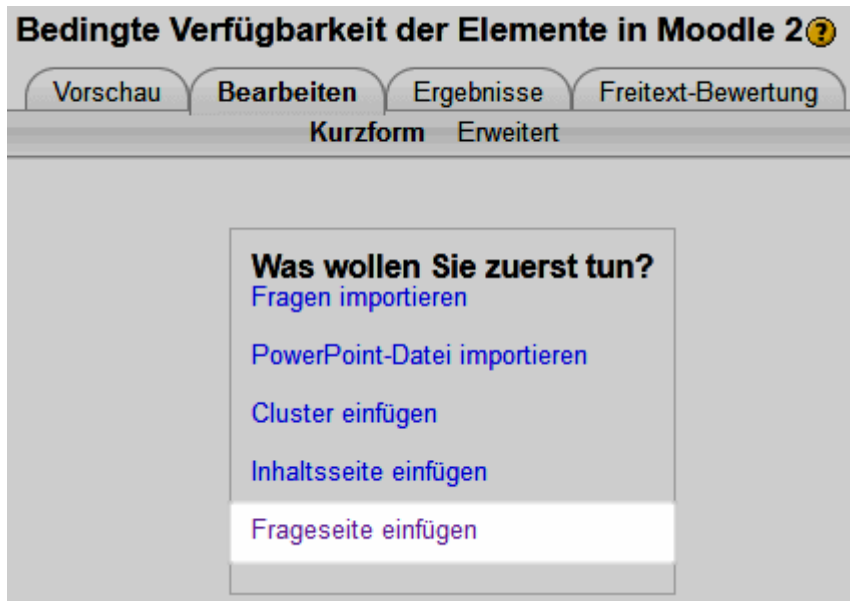 Bedingte Verfügbarkeit der Elemente in Moodle 2?
Vorschau Bearbeiten Ergebnisse Freitext-Bewertung
Kurzform Erweitert
Was wollen Sie zuerst tun?
Fragen importieren
PowerPoint-Datei importieren
Cluster einfügen
Inhaltsseite einfügen
Frageseite einfügen